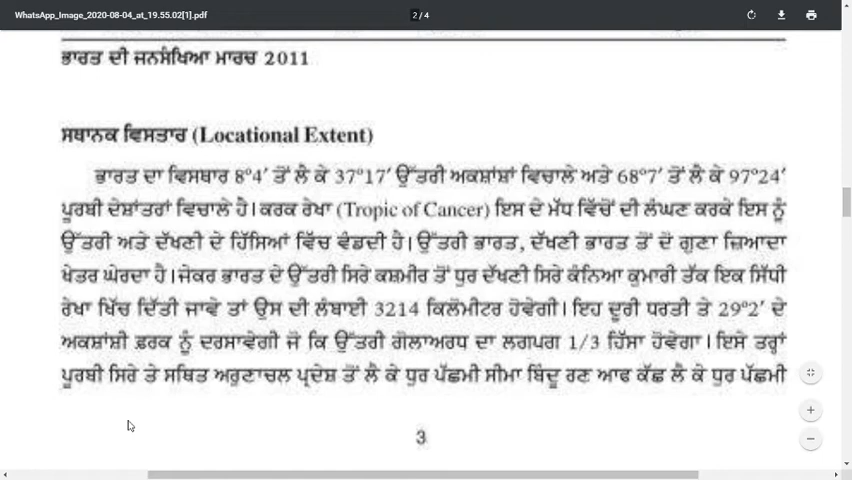 WhatsApp_Image_2020-08-04_at_19.55.02[1].pdf
2 / 4
ਭਾਰਤ ਦੀ ਜਨਸੰਖਿਆ ਮਾਰਚ 2011
ਸਥਾਨਕ ਵਿਸਤਾਰ (Locational Extent)
ਭਾਰਤ ਦਾ ਵਿਸਥਾਰ 8°4′ ਤੋਂ ਲੈ ਕੇ 37°17′ ਉੱਤਰੀ ਅਕਸ਼ਾਂਸ਼ਾਂ ਵਿਚਾਲੇ ਅਤੇ 68°7′ ਤੋਂ ਲੈ ਕੇ 97°24′
ਪੂਰਬੀ ਦੇਸ਼ਾਂਤਰਾਂ ਵਿਚਾਲੇ ਹੈ। ਕਰਕ ਰੇਖਾ (Tropic of Cancer) ਇਸ ਦੇ ਮੱਧ ਵਿੱਚੋਂ ਦੀ ਲੰਘਣ ਕਰਕੇ ਇਸ ਨੂੰ
ਉੱਤਰੀ ਅਤੇ ਦੱਖਣੀ ਦੇ ਹਿੱਸਿਆਂ ਵਿੱਚ ਵੰਡਦੀ ਹੈ। ਉੱਤਰੀ ਭਾਰਤ, ਦੱਖਣੀ ਭਾਰਤ ਤੋਂ ਦੋ ਗੁਣਾ ਜ਼ਿਆਦਾ
ਖੇਤਰ ਘੇਰਦਾ ਹੈ। ਜੇਕਰ ਭਾਰਤ ਦੇ ਉੱਤਰੀ ਸਿਰੇ ਕਸ਼ਮੀਰ ਤੋਂ ਧੁਰ ਦੱਖਣੀ ਸਿਰੇ ਕੰਨਿਆ ਕੁਮਾਰੀ ਤੱਕ ਇਕ ਸਿੱਧੀ
ਰੇਖਾ ਖਿੱਚ ਦਿੱਤੀ ਜਾਵੇ ਤਾਂ ਉਸ ਦੀ ਲੰਬਾਈ 3214 ਕਿਲੋਮੀਟਰ ਹੋਵੇਗੀ। ਇਹ ਦੂਰੀ ਧਰਤੀ ਤੇ 29°2′ ਦੇ
ਅਕਸ਼ਾਂਸ਼ੀ ਫ਼ਰਕ ਨੂੰ ਦਰਸਾਵੇਗੀ ਜੋ ਕਿ ਉੱਤਰੀ ਗੋਲਾਅਰਧ ਦਾ ਲਗਪਗ 1/3 ਹਿੱਸਾ ਹੋਵੇਗਾ। ਇਸੇ ਤਰ੍ਹਾਂ
ਪੂਰਬੀ ਸਿਰੇ ਤੇ ਸਥਿਤ ਅਰੁਣਾਚਲ ਪ੍ਰਦੇਸ਼ ਤੋਂ ਲੈ ਕੇ ਧੁਰ ਪੱਛਮੀ ਸੀਮਾ ਬਿੰਦੂ ਰਣ ਆਫ ਕੱਛ ਲੈ ਕੇ ਧੁਰ ਪੱਛਮੀ
3